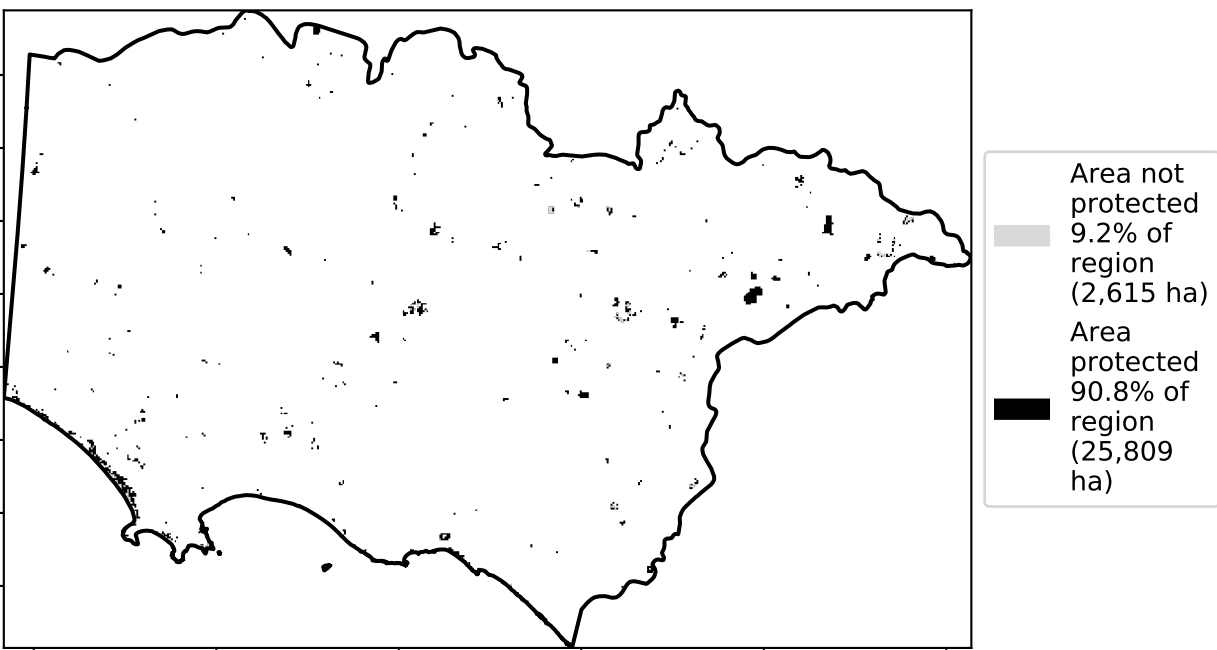 Area not
protected
9.2% of
region
(2,615 ha)
Area
protected
90.8% of
region
(25,809
ha)